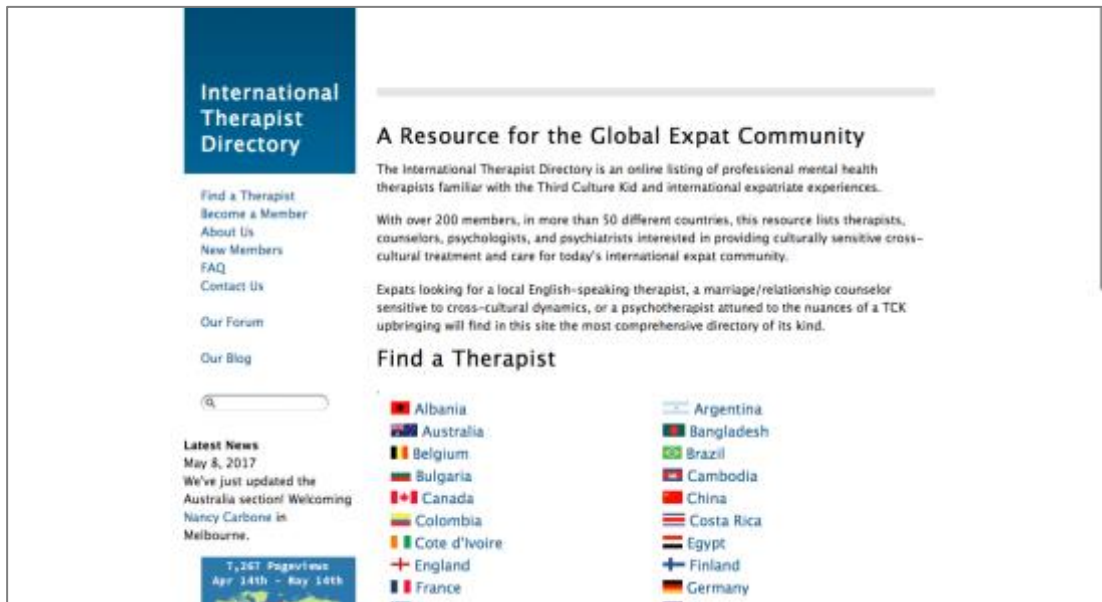 International
Therapist
Directory
Find a Therapist
Become a Member
About Us
New Members
FAQ
Contact Us
Our Forum
Our Blog
Latest News
May 8, 2017
We've just updated the
Australia section! Welcoming
Nancy Carbone in
Melbourne.
7,267 Pageviews
Apr 14th - May 14th
A Resource for the Global Expat Community
The International Therapist Directory is an online listing of professional mental health
therapists familiar with the Third Culture Kid and international expatriate experiences.
With over 200 members, in more than 50 different countries, this resource lists therapists,
counselors, psychologists, and psychiatrists interested in providing culturally sensitive cross-
cultural treatment and care for today's international expat community.
Expats looking for a local English-speaking therapist, a marriage/relationship counselor
sensitive to cross-cultural dynamics, or a psychotherapist attuned to the nuances of a TCK
upbringing will find in this site the most comprehensive directory of its kind.
Find a Therapist
Albania
Argentina
Australia
Bangladesh
Belgium
Brazil
Bulgaria
Cambodia
Canada
China
Colombia
Costa Rica
Cote d'Ivoire
Egypt
England
Finland
France
Germany